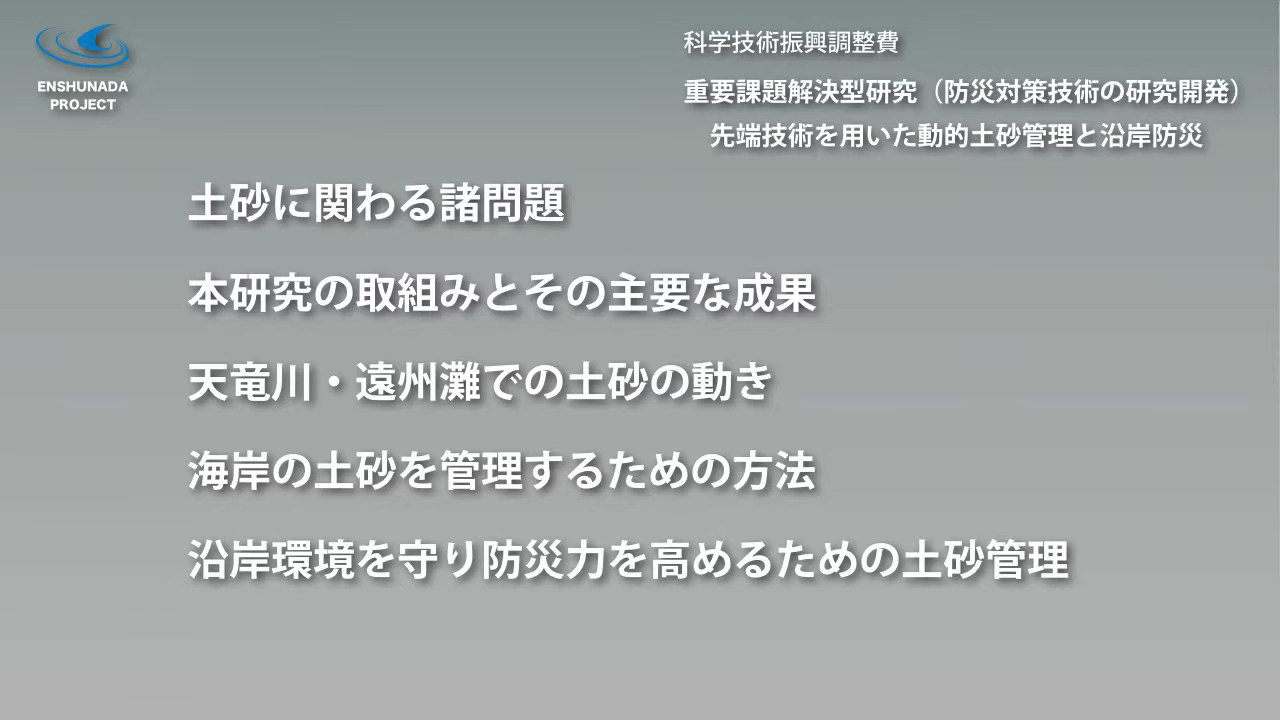 ENSHUNADA
PROJECT
科学技術振興調整費
重要課題解決型研究（防災対策技術の研究開発）
先端技術を用いた動的土砂管理と沿岸防災
土砂に関わる諸問題
本研究の取組みとその主要な成果
天竜川・遠州灘での土砂の動き
海岸の土砂を管理するための方法
沿岸環境を守り防災力を高めるための土砂管理